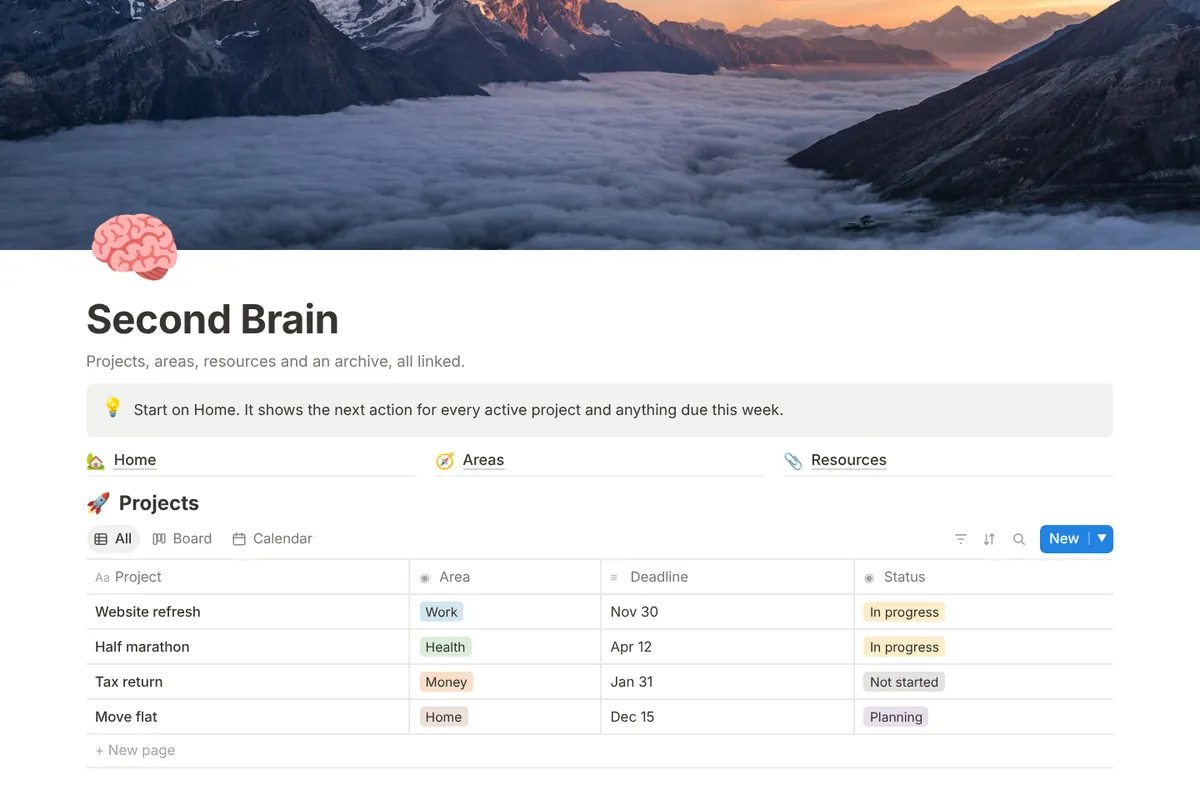 Second Brain
Projects, areas, resources and an archive, all linked.
Start on Home. It shows the next action for every active project and anything due this week.
Home Areas Resources
Projects
All Board Calendar New
Aa Project Area Deadline Status
Website refresh Work Nov 30 In progress
Half marathon Health Apr 12 In progress
Tax return Money Jan 31 Not started
Move flat Home Dec 15 Planning
+ New page